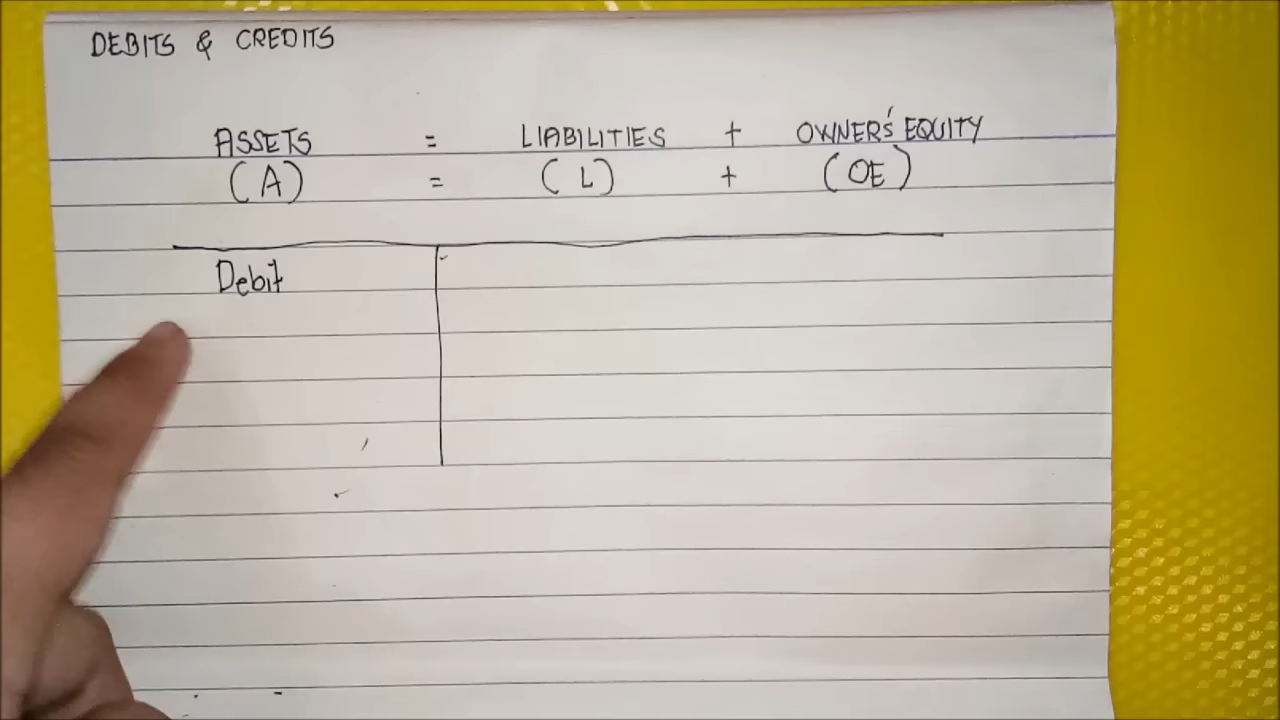 DEBITS & CREDITS
ASSETS = LIABILITIES + OWNER'S EQUITY
(A) = (L) + (OE)
Debit